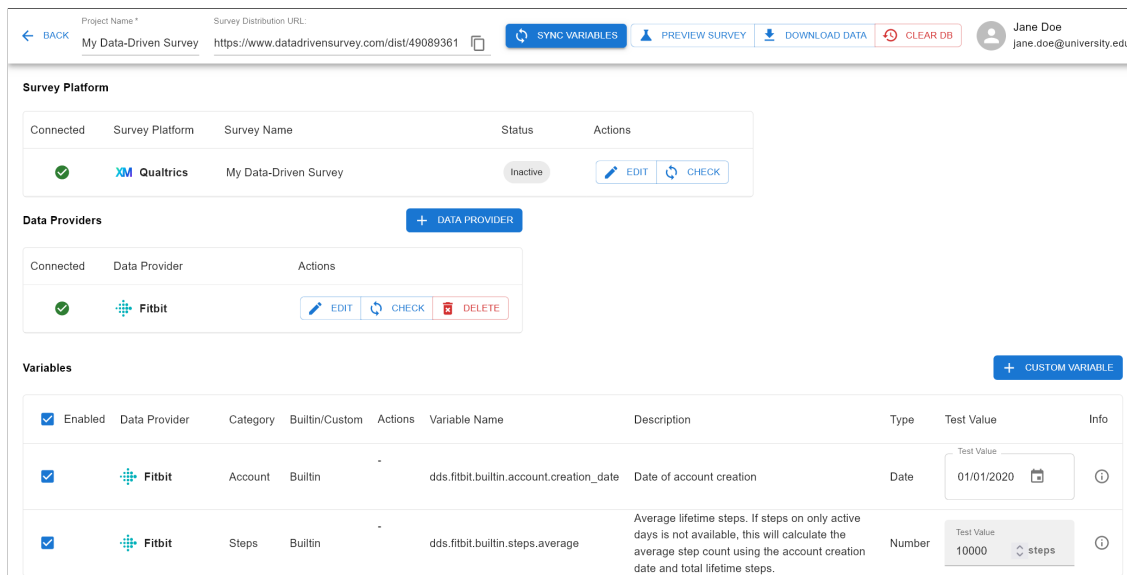 BACK
Project Name *
My Data-Driven Survey
Survey Distribution URL:
https://www.datadrivensurvey.com/dist/49089361
SYNC VARIABLES
PREVIEW SURVEY
DOWNLOAD DATA
CLEAR DB
Jane Doe
jane.doe@university.edu
Survey Platform
Connected Survey Platform Survey Name Status Actions
XM Qualtrics My Data-Driven Survey Inactive EDIT CHECK
Data Providers + DATA PROVIDER
Connected Data Provider Actions
Fitbit EDIT CHECK DELETE
Variables + CUSTOM VARIABLE
Enabled Data Provider Category Builtin/Custom Actions Variable Name Description Type Test Value Info
Fitbit Account Builtin - dds.fitbit.builtin.account.creation_date Date of account creation Date Test Value 01/01/2020
Fitbit Steps Builtin - dds.fitbit.builtin.steps.average
Average lifetime steps. If steps on only active
days is not available, this will calculate the
average step count using the account creation
date and total lifetime steps.
Number
Test Value
10000 steps